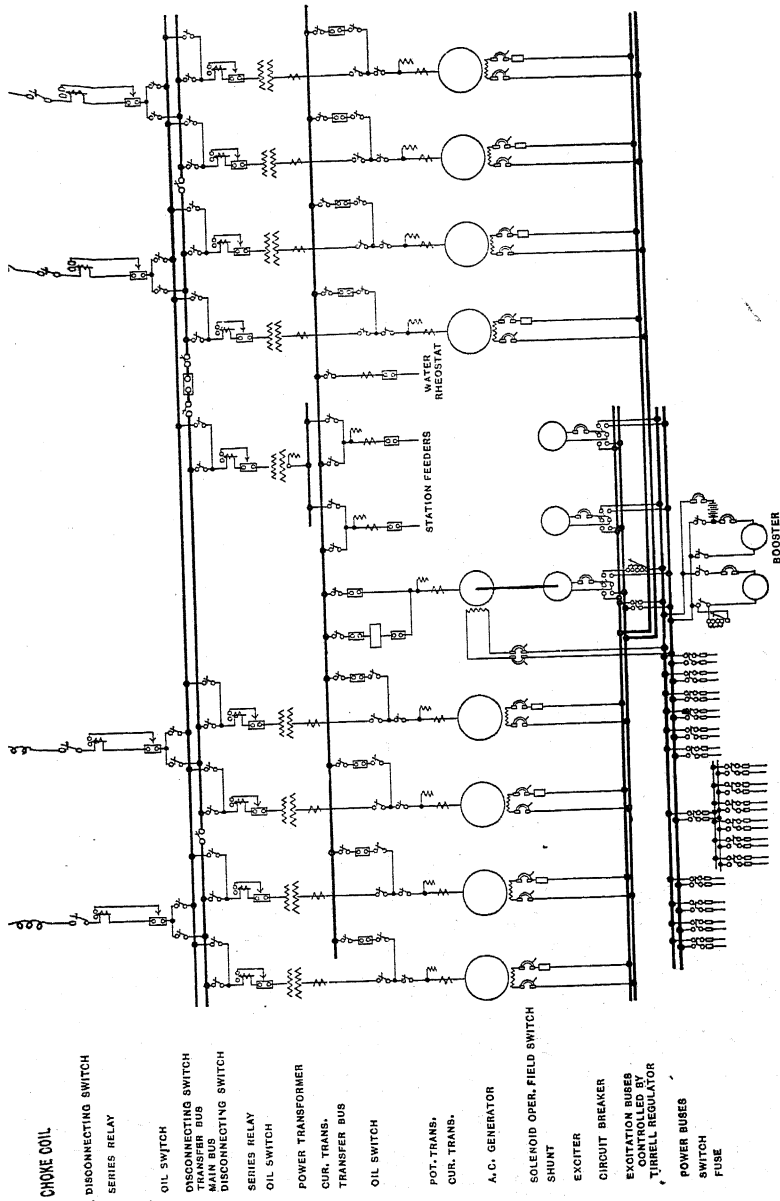 CHOKE COIL
DISCONNECTING SWITCH
SERIES RELAY
OIL SWITCH
DISCONNECTING SWITCH
TRANSFER BUS
MAIN BUS
DISCONNECTING SWITCH
SERIES RELAY
OIL SWITCH
POWER TRANSFORMER
CUR. TRANS.
TRANSFER BUS
OIL SWITCH
POT. TRANS.
CUR. TRANS.
A.C. GENERATOR
SOLENOID OPER. FIELD SWITCH
SHUNT
EXCITER
CIRCUIT BREAKER
EXCITATION BUSES
CONTROLLED BY
TIRRELL REGULATOR
POWER BUSES
SWITCH
FUSE
STATION FEEDERS
WATER
RHEOSTAT
BOOSTER